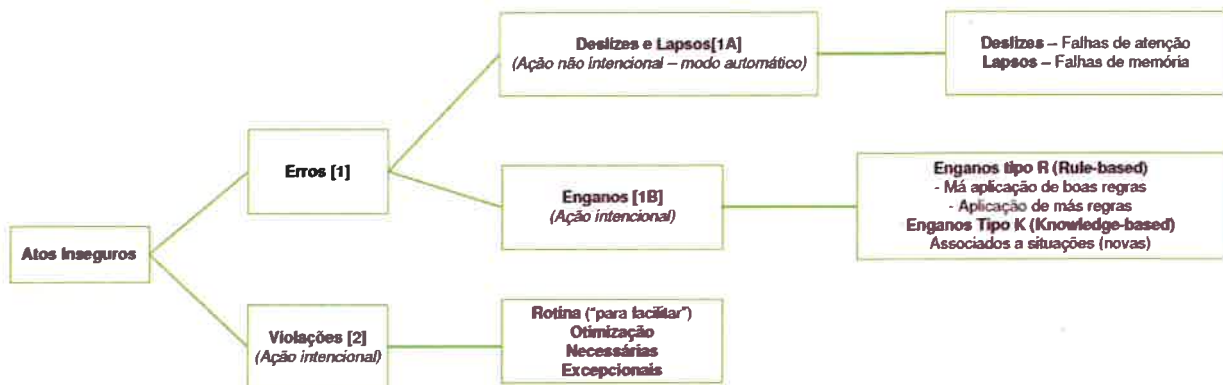 Deslizes e Lapsos[1A]
(Ação não intencional – modo automático)
Deslizes – Falhas de atenção
Lapsos – Falhas de memória
Erros [1]
Enganos [1B]
(Ação intencional)
Enganos tipo R (Rule-based)
- Má aplicação de boas regras
- Aplicação de más regras
Enganos Tipo K (Knowledge-based)
Associados a situações (novas)
Atos Inseguros
Violações [2]
(Ação intencional)
Rotina ("para facilitar")
Otimização
Necessárias
Excepcionais